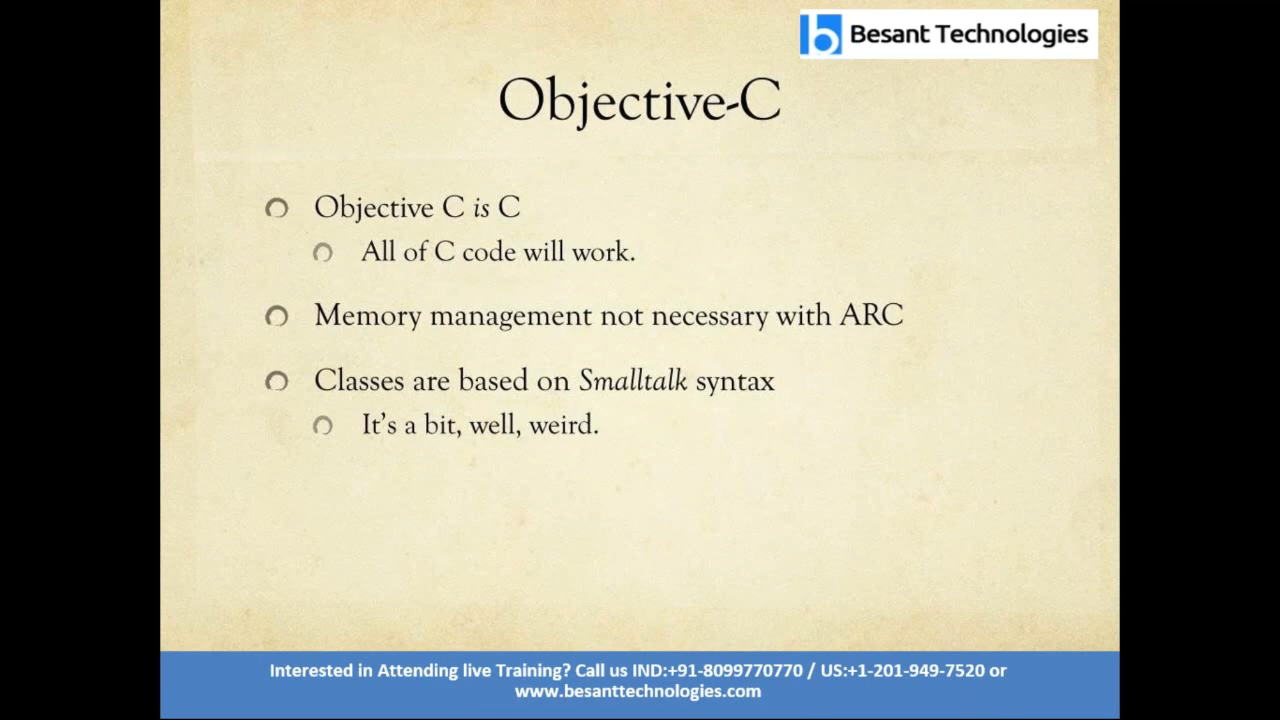 Besant Technologies
Objective-C
Objective C is C
All of C code will work.
Memory management not necessary with ARC
Classes are based on Smalltalk syntax
It's a bit, well, weird.
Interested in Attending live Training? Call us IND:+91-8099770770 / US:+1-201-949-7520 or
www.besanttechnologies.com